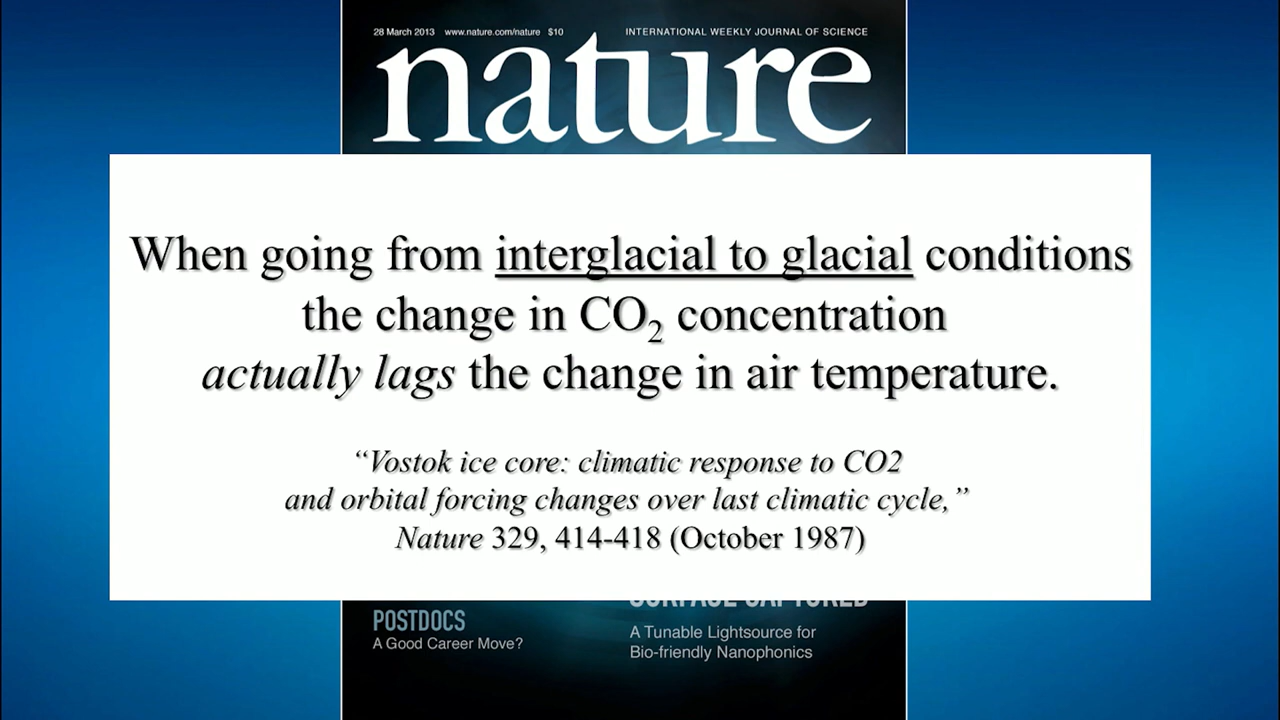 28 March 2013 www.nature.com/nature $10 INTERNATIONAL WEEKLY JOURNAL OF SCIENCE
nature
When going from interglacial to glacial conditions
the change in CO₂ concentration
actually lags the change in air temperature.
“Vostok ice core: climatic response to CO2
and orbital forcing changes over last climatic cycle,”
Nature 329, 414-418 (October 1987)
SURFACE CAPTURED
POSTDOCS
A Good Career Move?
A Tunable Lightsource for
Bio-friendly Nanophonics